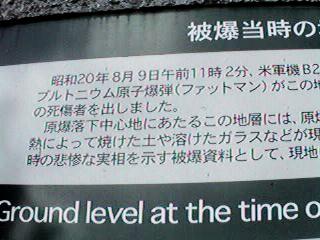 被爆当時の
昭和20年8月9日午前11時2分、米軍機B2
プルトニウム原子爆弾(ファットマン)がこの地
の死傷者を出しました。
原爆落下中心地にあたるこの地層には、原
熱によって焼けた土や溶けたガラスなどが現
時の悲惨な実相を示す被爆資料として、現地
Ground level at the time o